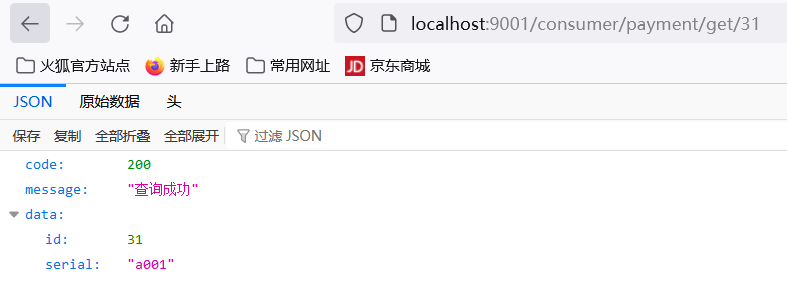 localhost:9001/consumer/payment/get/31
火狐官方站点 新手上路 常用网址 JD 京东商城
JSON 原始数据 头
保存 复制 全部折叠 全部展开 过滤 JSON
code: 200
message: "查询成功"
data:
id: 31
serial: "a001"